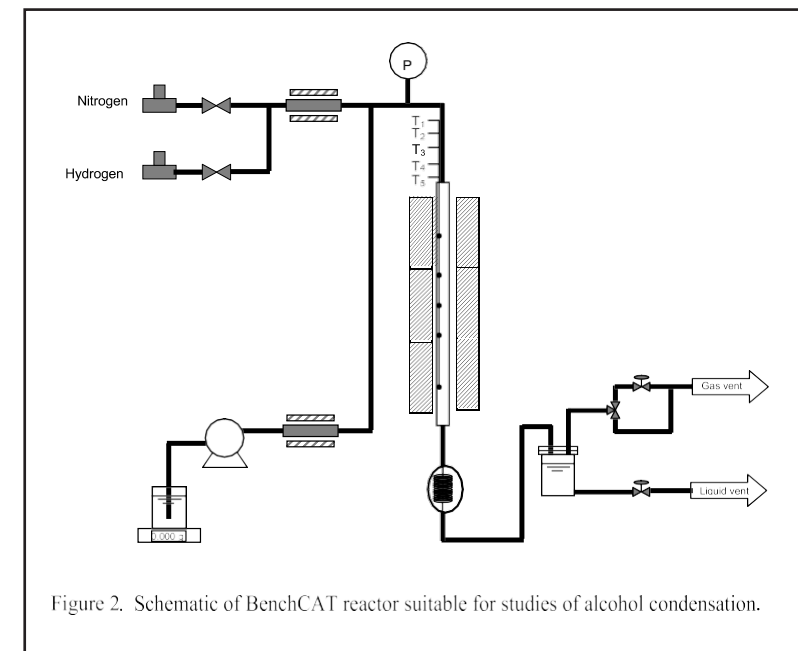 P
Nitrogen
T1
T2
T3
Hydrogen
T4
T5
Gas vent
Liquid vent
0.000 g
Figure 2. Schematic of BenchCAT reactor suitable for studies of alcohol condensation.